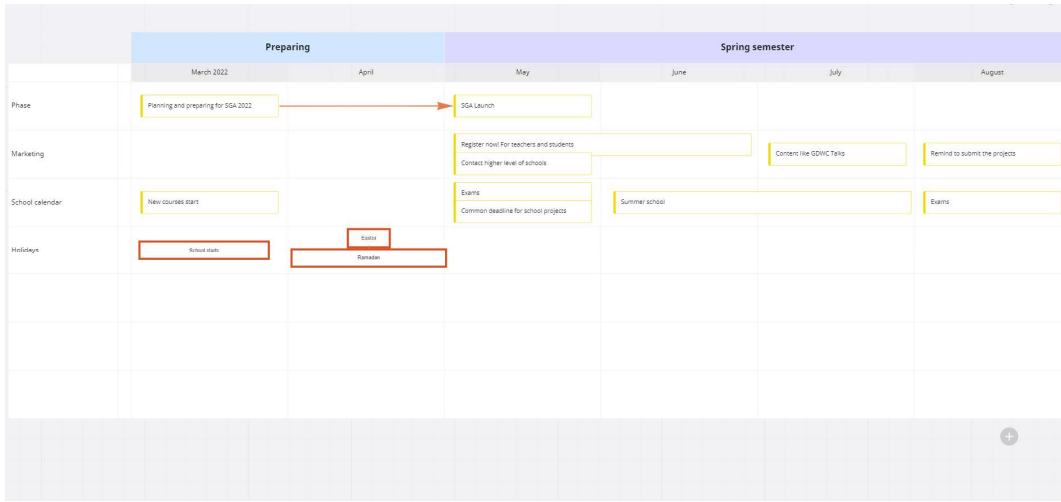 Preparing
Spring semester
March 2022
April
May
June
July
August
Phase
Planning and preparing for SGA 2022
SGA Launch
Marketing
Register now! For teachers and students
Contact higher level of schools
Content like GDWC Talks
Remind to submit the projects
School calendar
New courses start
Exams
Common deadline for school projects
Summer school
Exams
Holidays
School starts
Easter
Ramadan